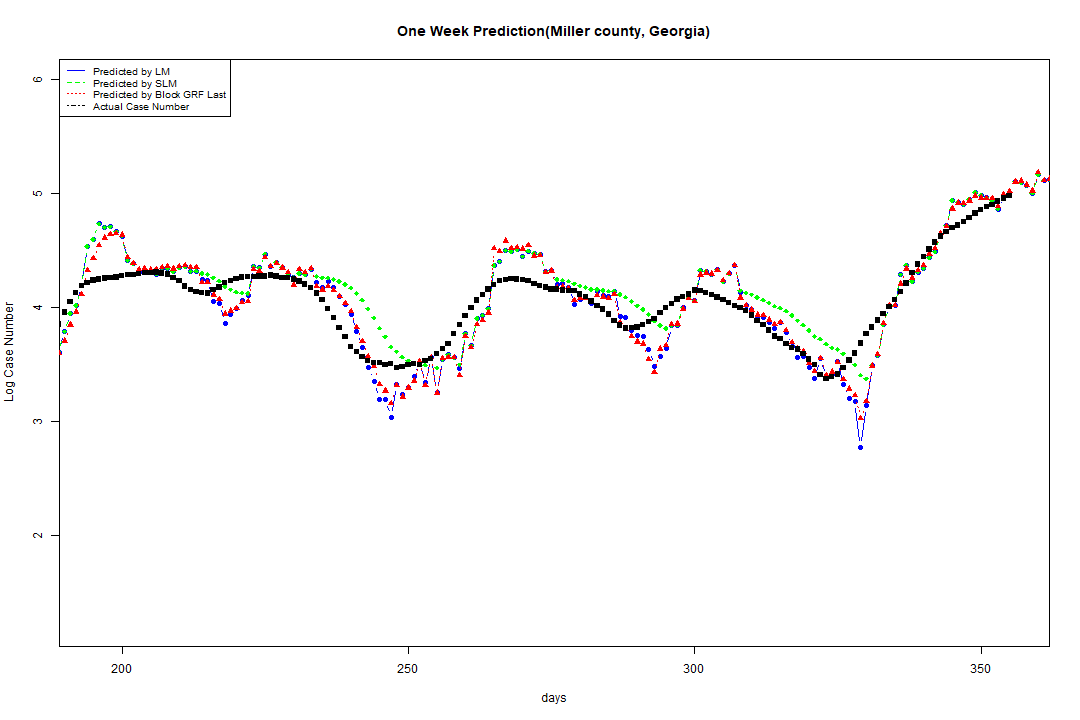 One Week Prediction(Miller county, Georgia)
Predicted by LM
Predicted by SLM
Predicted by Block GRF Last
Actual Case Number
6
5
4
3
2
Log Case Number
200
250
300
350
days